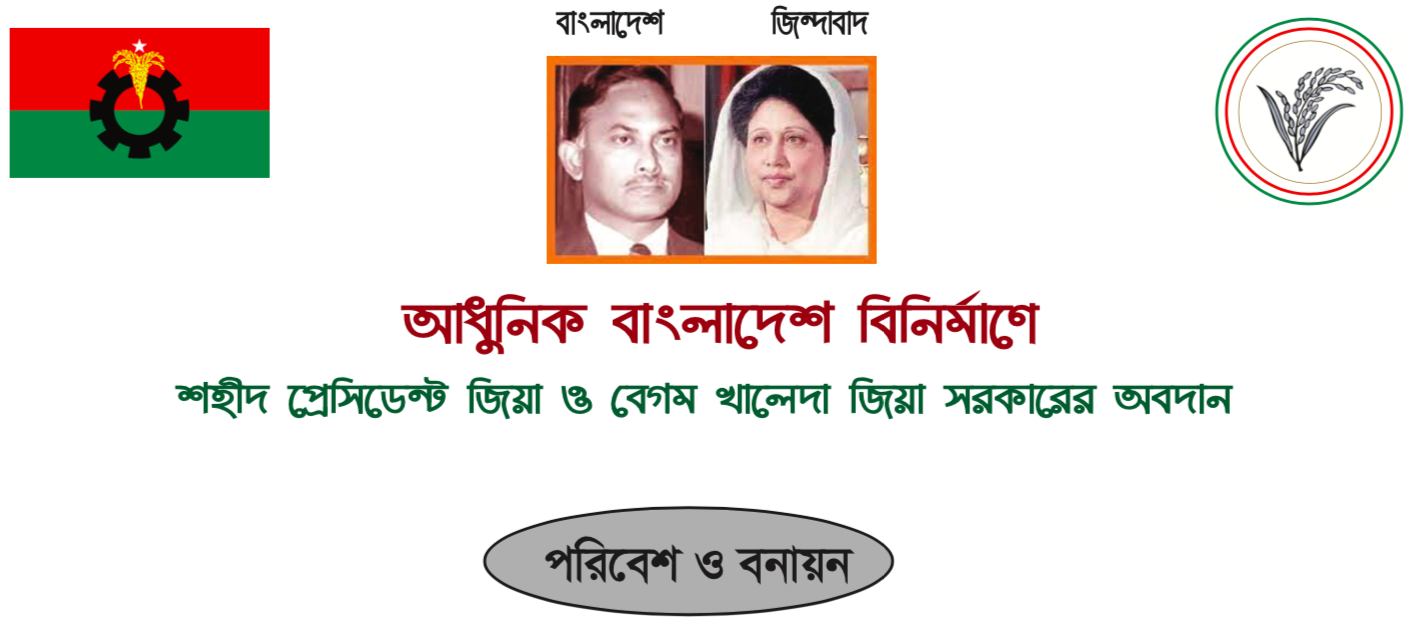 বাংলাদেশ জিন্দাবাদ
আধুনিক বাংলাদেশ বিনির্মাণে
শহীদ প্রেসিডেন্ট জিয়া ও বেগম খালেদা জিয়া সরকারের অবদান
পরিবেশ ও বনায়ন